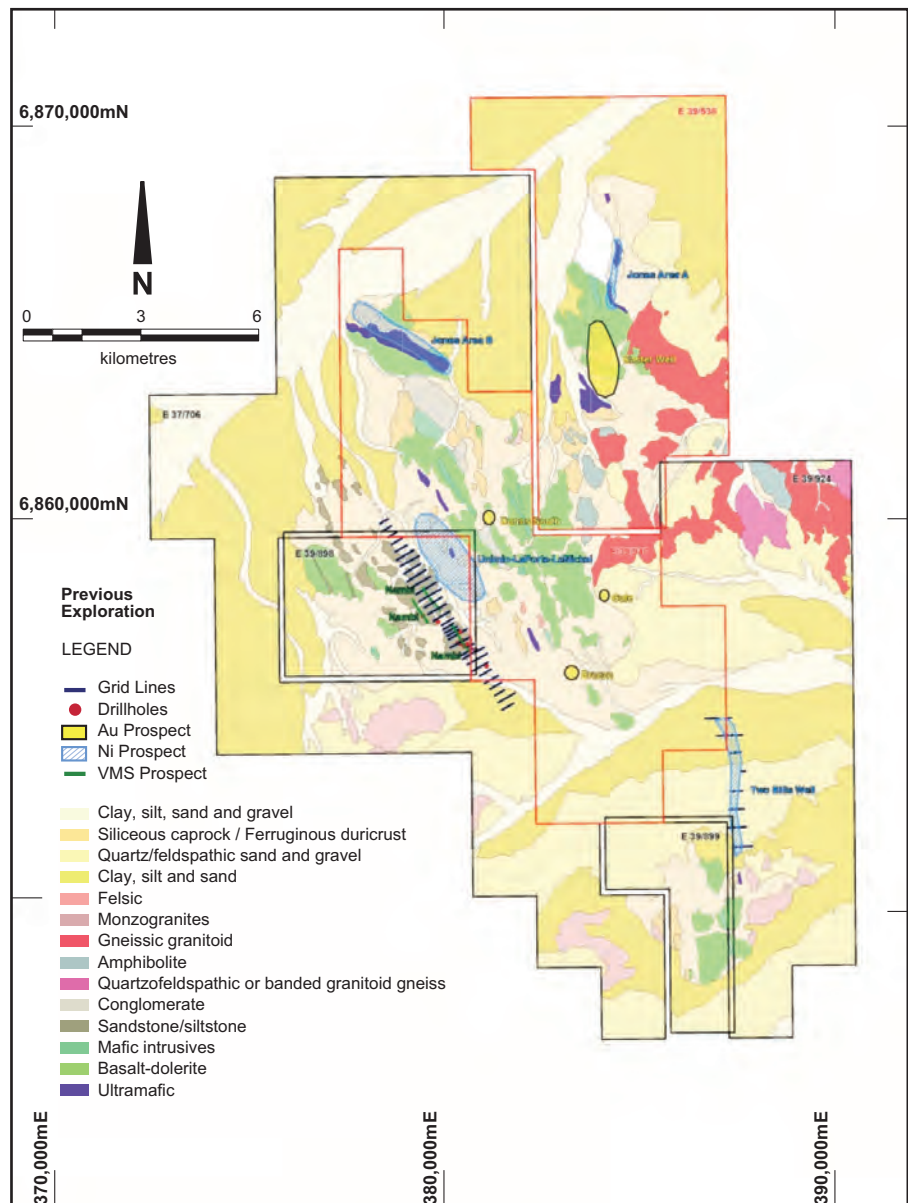 6,870,000mN
E 39/538
N
0 3 6
kilometres
Jones Area A
Jones Area B
E 37/706
6,860,000mN
E 39/924
E 39/898
Nambi
Nambi
Nambi
Two Bills Well
E 39/899
Previous
Exploration
LEGEND
Grid Lines
Drillholes
Au Prospect
Ni Prospect
VMS Prospect
Clay, silt, sand and gravel
Siliceous caprock / Ferruginous duricrust
Quartz/feldspathic sand and gravel
Clay, silt and sand
Felsic
Monzogranites
Gneissic granitoid
Amphibolite
Quartzofeldspathic or banded granitoid gneiss
Conglomerate
Sandstone/siltstone
Mafic intrusives
Basalt-dolerite
Ultramafic
370,000mE
380,000mE
390,000mE